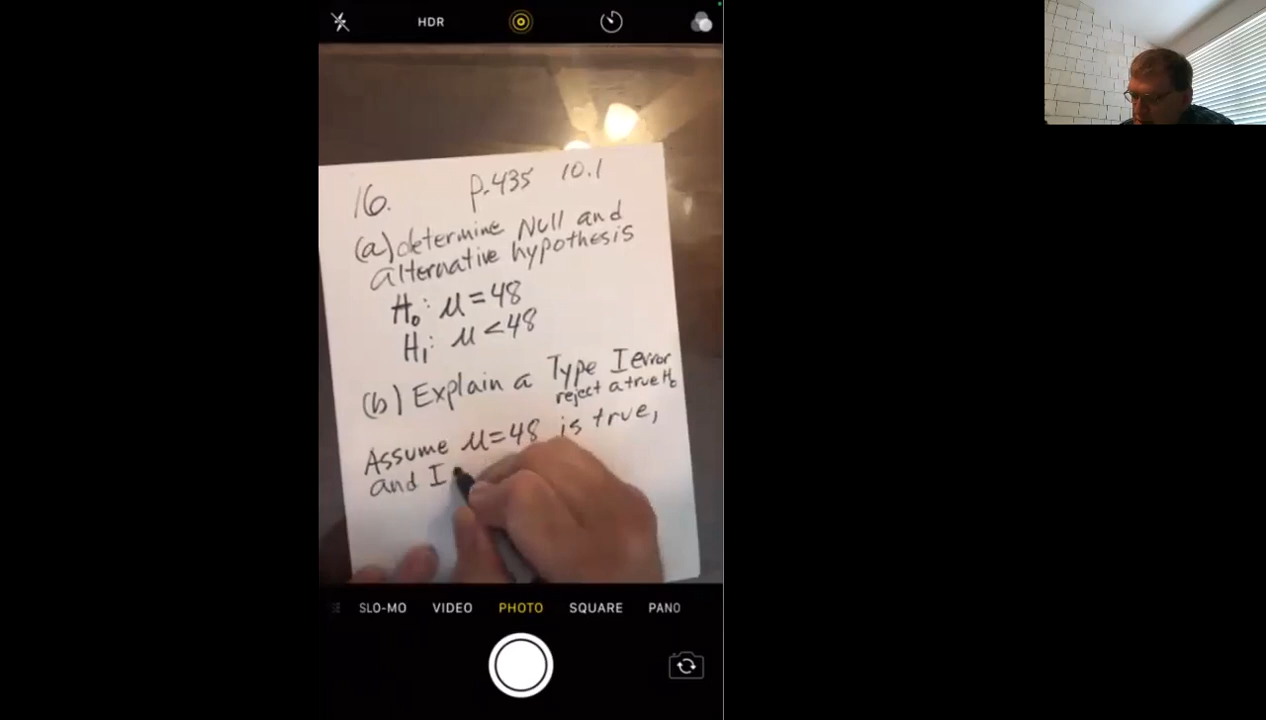 HDR
16. p.435 10.1
(a) determine Null and
alternative hypothesis
H₀: μ = 48
H₁: μ < 48
(b) Explain a Type I error
reject a true H₀
Assume μ = 48 is true,
and I
SLO-MO VIDEO PHOTO SQUARE PANO